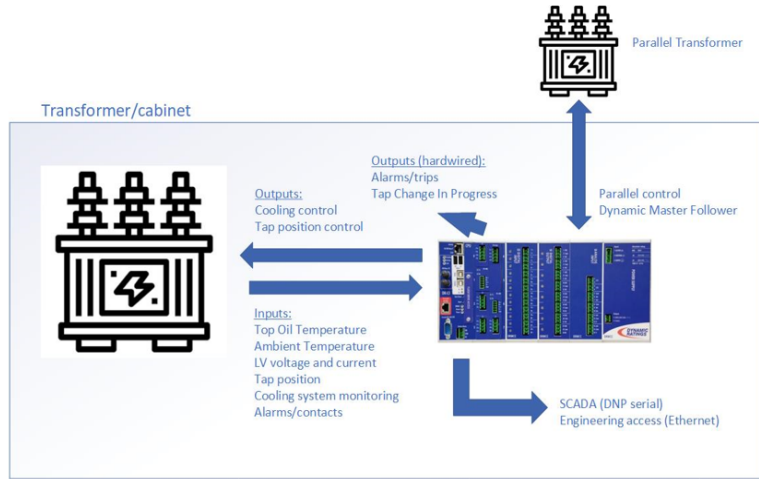 Parallel Transformer
Transformer/cabinet
Outputs (hardwired):
Alarms/trips
Tap Change In Progress
Outputs:
Cooling control
Tap position control
Parallel control
Dynamic Master Follower
Inputs:
Top Oil Temperature
Ambient Temperature
LV voltage and current
Tap position
Cooling system monitoring
Alarms/contacts
DYNAMIC
RATINGS
SCADA (DNP serial)
Engineering access (Ethernet)